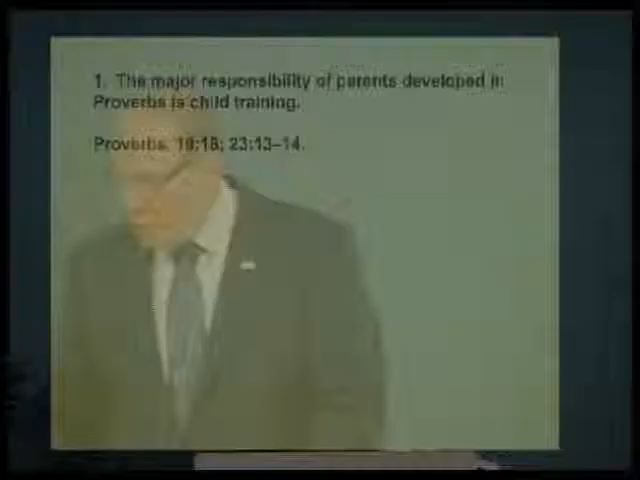 1. The major responsibility of parents developed in
Proverbs is child training.
Proverbs. 19:18; 23:13–14.